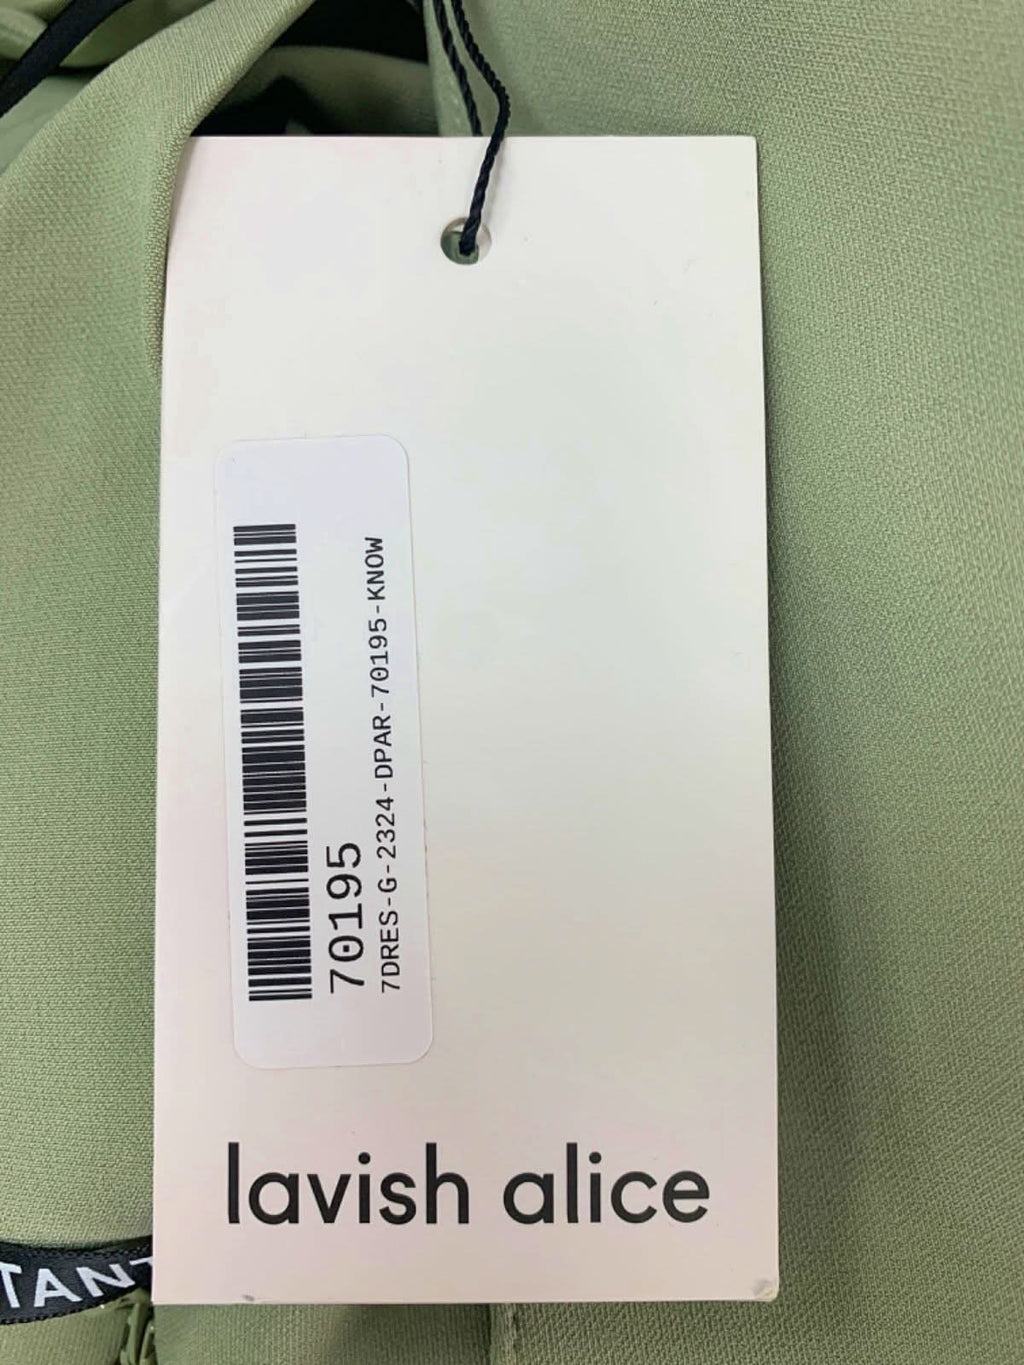 70195
7DRES-G-2324-DPAR-70195-KNOW
lavish alice
TANT